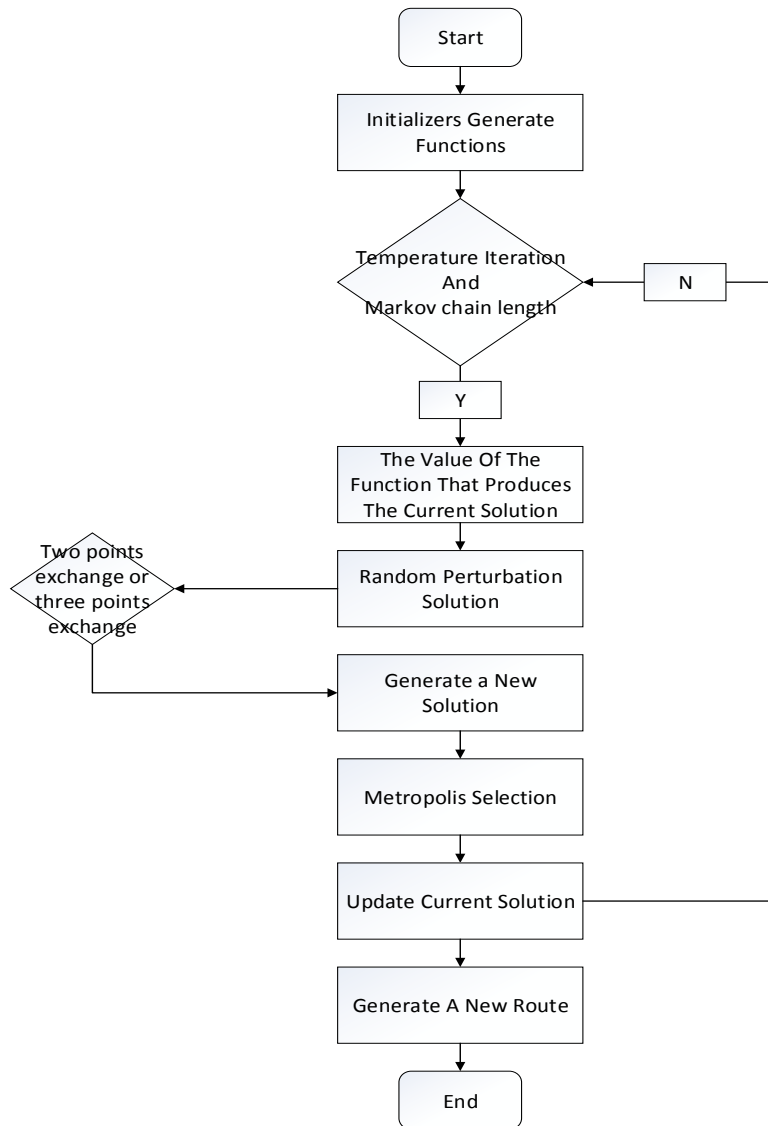 Start
Initializers Generate
Functions
Temperature Iteration
And
Markov chain length
N
Y
The Value Of The
Function That Produces
The Current Solution
Two points
exchange or
three points
exchange
Random Perturbation
Solution
Generate a New
Solution
Metropolis Selection
Update Current Solution
Generate A New Route
End